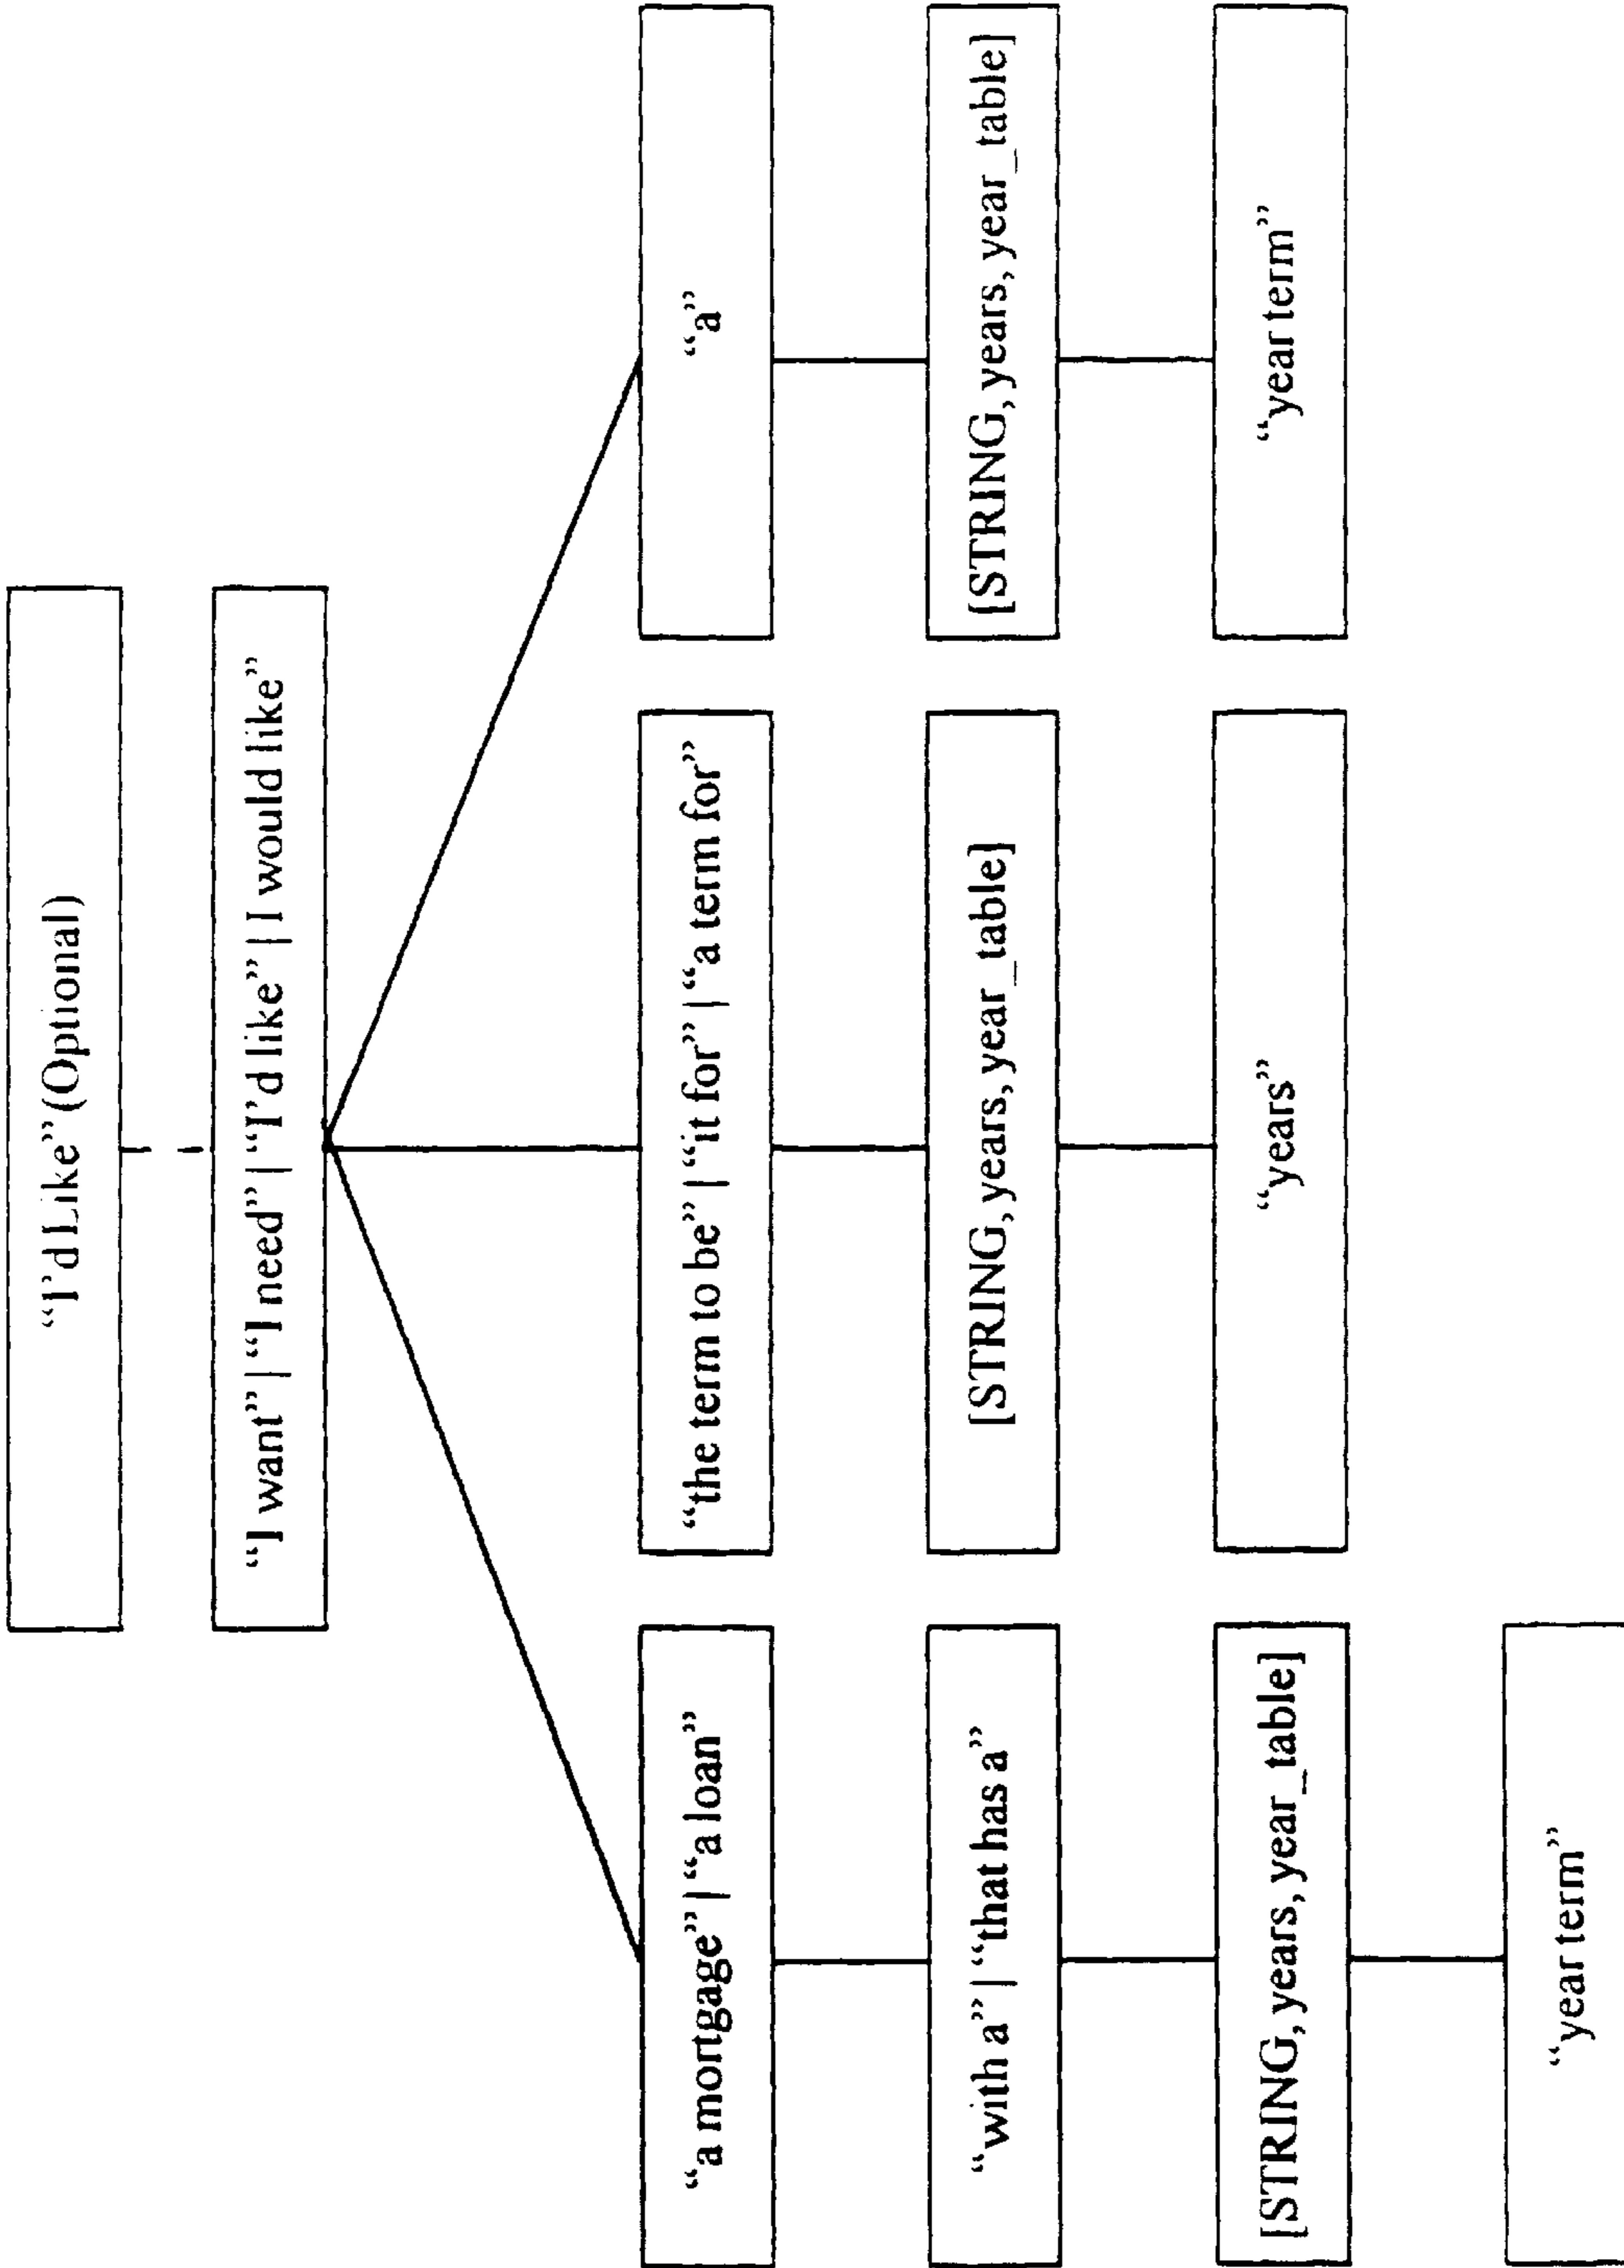 “I'd Like” (Optional)
“I want” | “I need” | “I'd like” | I would like”
“a mortgage” | “a loan”
“with a” | “that has a”
[STRING, years, year_table]
“year term”
“the term to be” | “it for” | “a term for”
[STRING, years, year_table]
“years”
“a”
[STRING, years, year_table]
“year term”